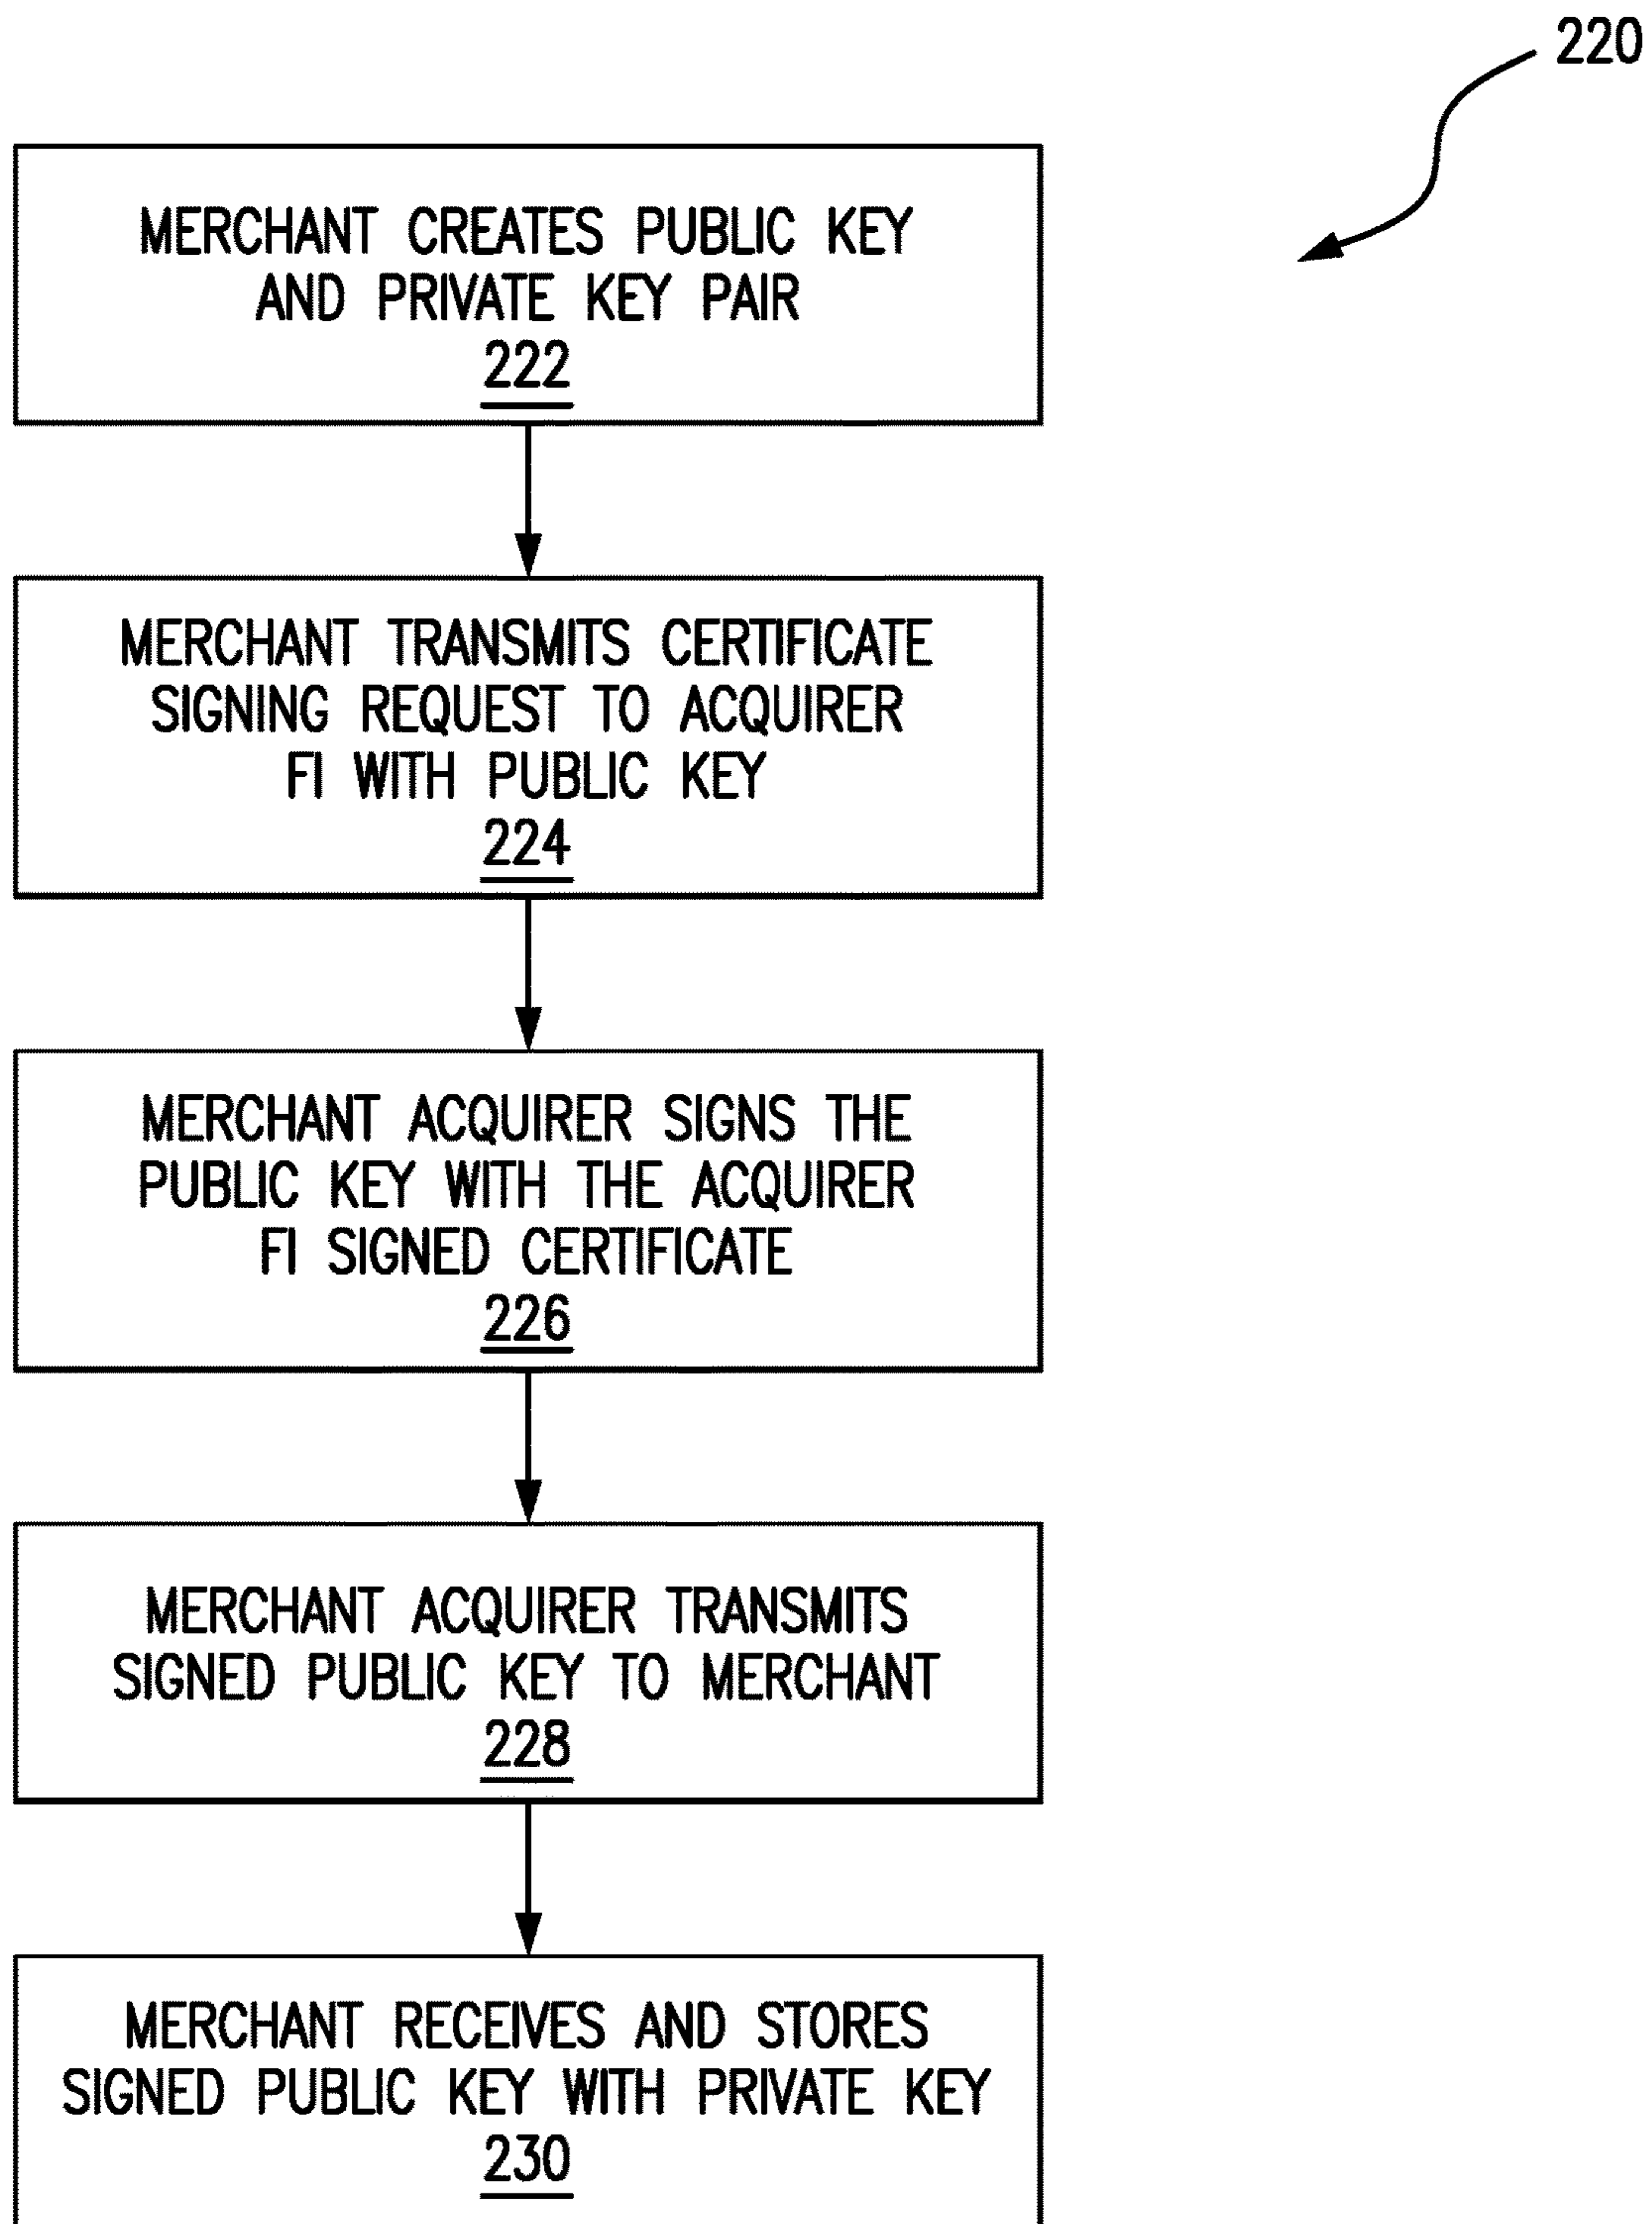 220
MERCHANT CREATES PUBLIC KEY
AND PRIVATE KEY PAIR
222
MERCHANT TRANSMITS CERTIFICATE
SIGNING REQUEST TO ACQUIRER
FI WITH PUBLIC KEY
224
MERCHANT ACQUIRER SIGNS THE
PUBLIC KEY WITH THE ACQUIRER
FI SIGNED CERTIFICATE
226
MERCHANT ACQUIRER TRANSMITS
SIGNED PUBLIC KEY TO MERCHANT
228
MERCHANT RECEIVES AND STORES
SIGNED PUBLIC KEY WITH PRIVATE KEY
230